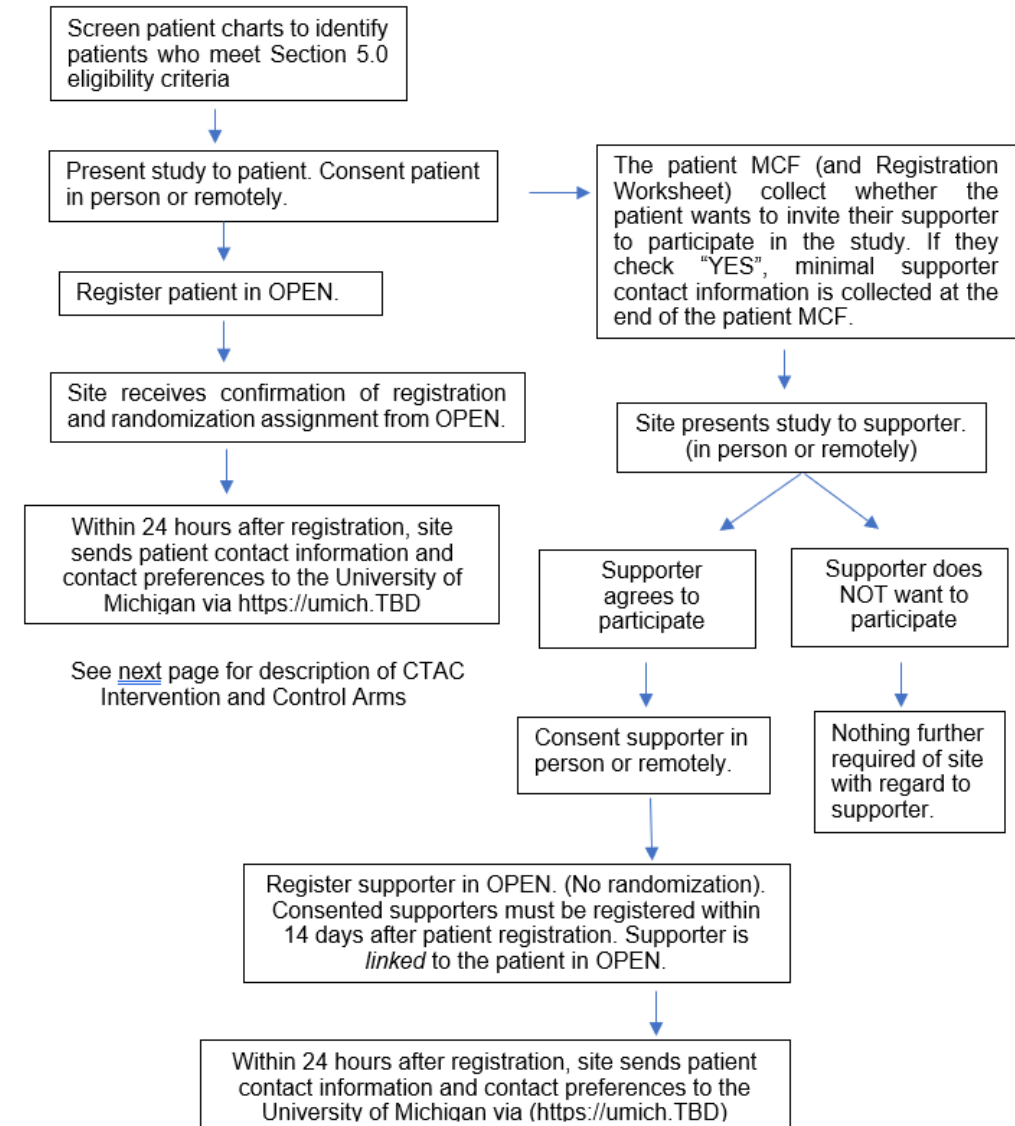 Screen patient charts to identify
patients who meet Section 5.0
eligibility criteria
Present study to patient. Consent patient
in person or remotely.
Register patient in OPEN.
Site receives confirmation of registration
and randomization assignment from OPEN.
Within 24 hours after registration, site
sends patient contact information and
contact preferences to the University of
Michigan via https://umich.TBD
See next page for description of CTAC
Intervention and Control Arms
The patient MCF (and Registration
Worksheet) collect whether the
patient wants to invite their supporter
to participate in the study. If they
check “YES”, minimal supporter
contact information is collected at the
end of the patient MCF.
Site presents study to supporter.
(in person or remotely)
Supporter
agrees to
participate
Supporter does
NOT want to
participate
Consent supporter in
person or remotely.
Nothing further
required of site
with regard to
supporter.
Register supporter in OPEN. (No randomization).
Consented supporters must be registered within
14 days after patient registration. Supporter is
linked to the patient in OPEN.
Within 24 hours after registration, site sends patient
contact information and contact preferences to the
University of Michigan via (https://umich.TBD)